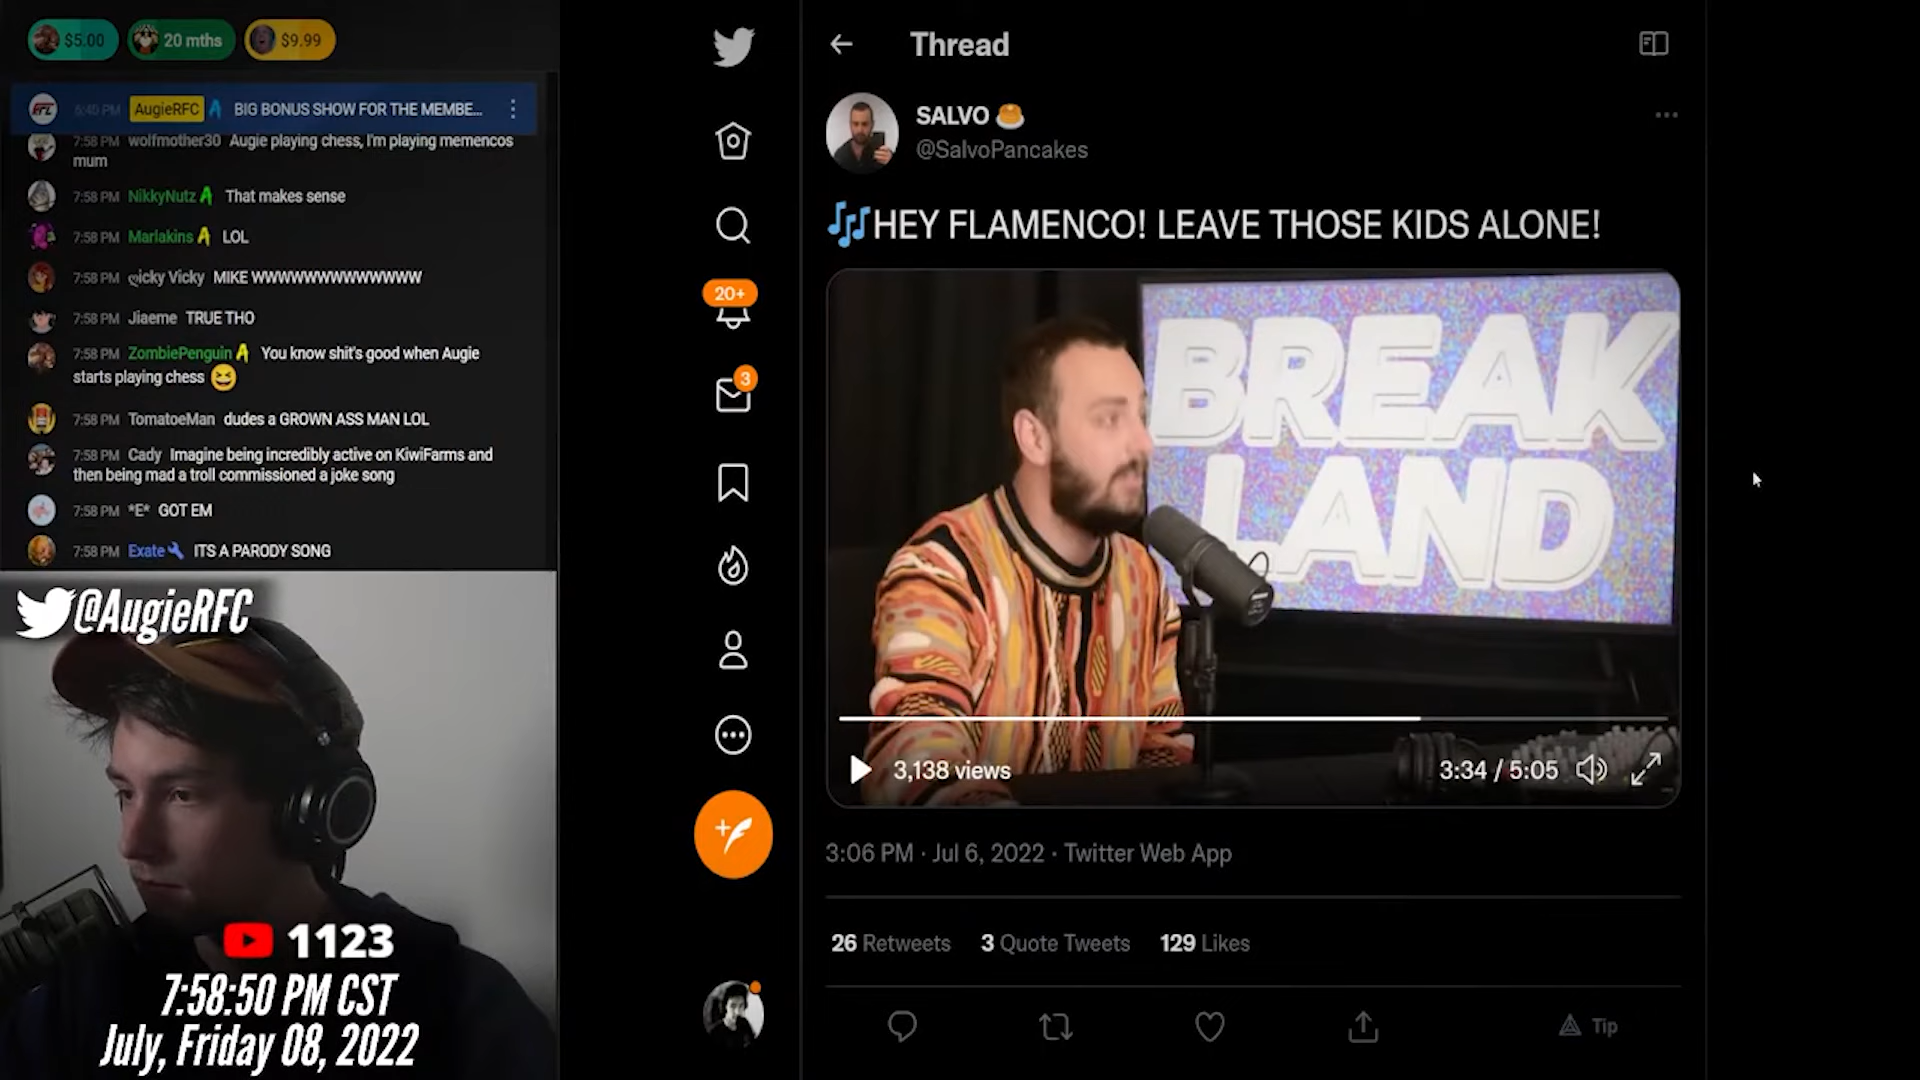 $5.00
20 mths
$9.99
6:40 PM AugieRFC BIG BONUS SHOW FOR THE MEMBE...
7:58 PM wolfmother30 Augie playing chess, I'm playing memencos
mum
7:58 PM NikkyNutz That makes sense
7:58 PM Marlakins LOL
7:58 PM ღicky Vicky MIKE WWWWWWWWWWWWW
7:58 PM Jiaeme TRUE THO
7:58 PM ZombiePenguin You know shit's good when Augie
starts playing chess
7:58 PM TomatoeMan dudes a GROWN ASS MAN LOL
7:58 PM Cady Imagine being incredibly active on KiwiFarms and
then being mad a troll commissioned a joke song
7:58 PM *E* GOT EM
7:58 PM Exate ITS A PARODY SONG
@AugieRFC
1123
7:58:50 PM CST
July, Friday 08, 2022
20+
3
Thread
SALVO
@SalvoPancakes
HEY FLAMENCO! LEAVE THOSE KIDS ALONE!
BREAK
LAND
3,138 views
3:34 / 5:05
3:06 PM · Jul 6, 2022 · Twitter Web App
26 Retweets 3 Quote Tweets 129 Likes
Tip